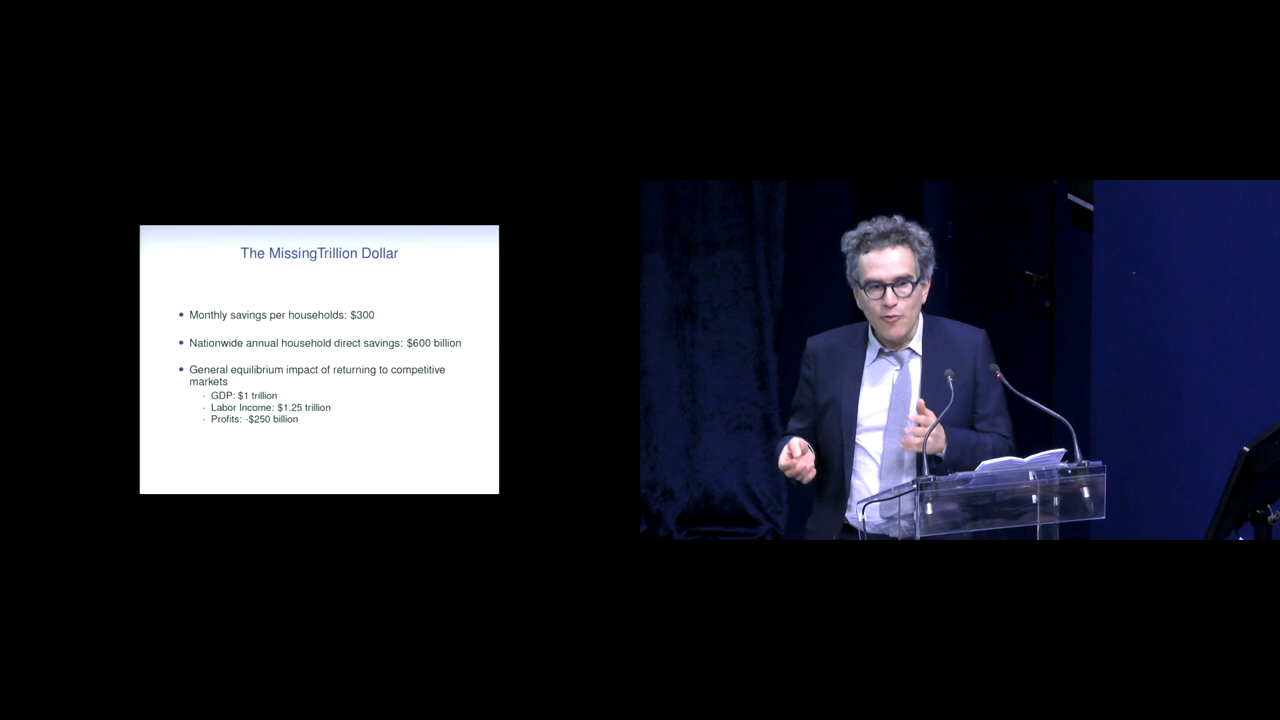 The MissingTrillion Dollar
• Monthly savings per households: $300
• Nationwide annual household direct savings: $600 billion
• General equilibrium impact of returning to competitive
markets
- GDP: $1 trillion
- Labor Income: $1.25 trillion
- Profits: -$250 billion